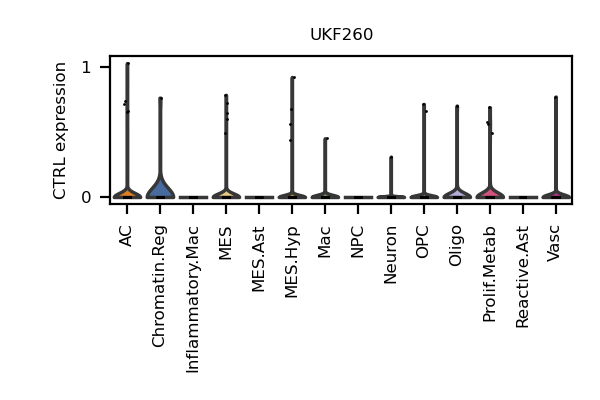 UKF260
CTRL expression
1
0
AC
Chromatin.Reg
Inflammatory.Mac
MES
MES.Ast
MES.Hyp
Mac
NPC
Neuron
OPC
Oligo
Prolif.Metab
Reactive.Ast
Vasc